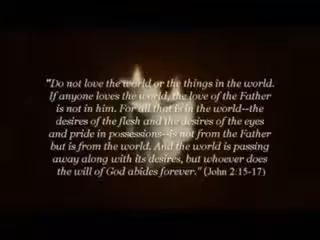 "Do not love the world or the things in the world.
If anyone loves the world, the love of the Father
is not in him. For all that is in the world--the
desires of the flesh and the desires of the eyes
and pride in possessions--is not from the Father
but is from the world. And the world is passing
away along with its desires, but whoever does
the will of God abides forever." (John 2:15-17)